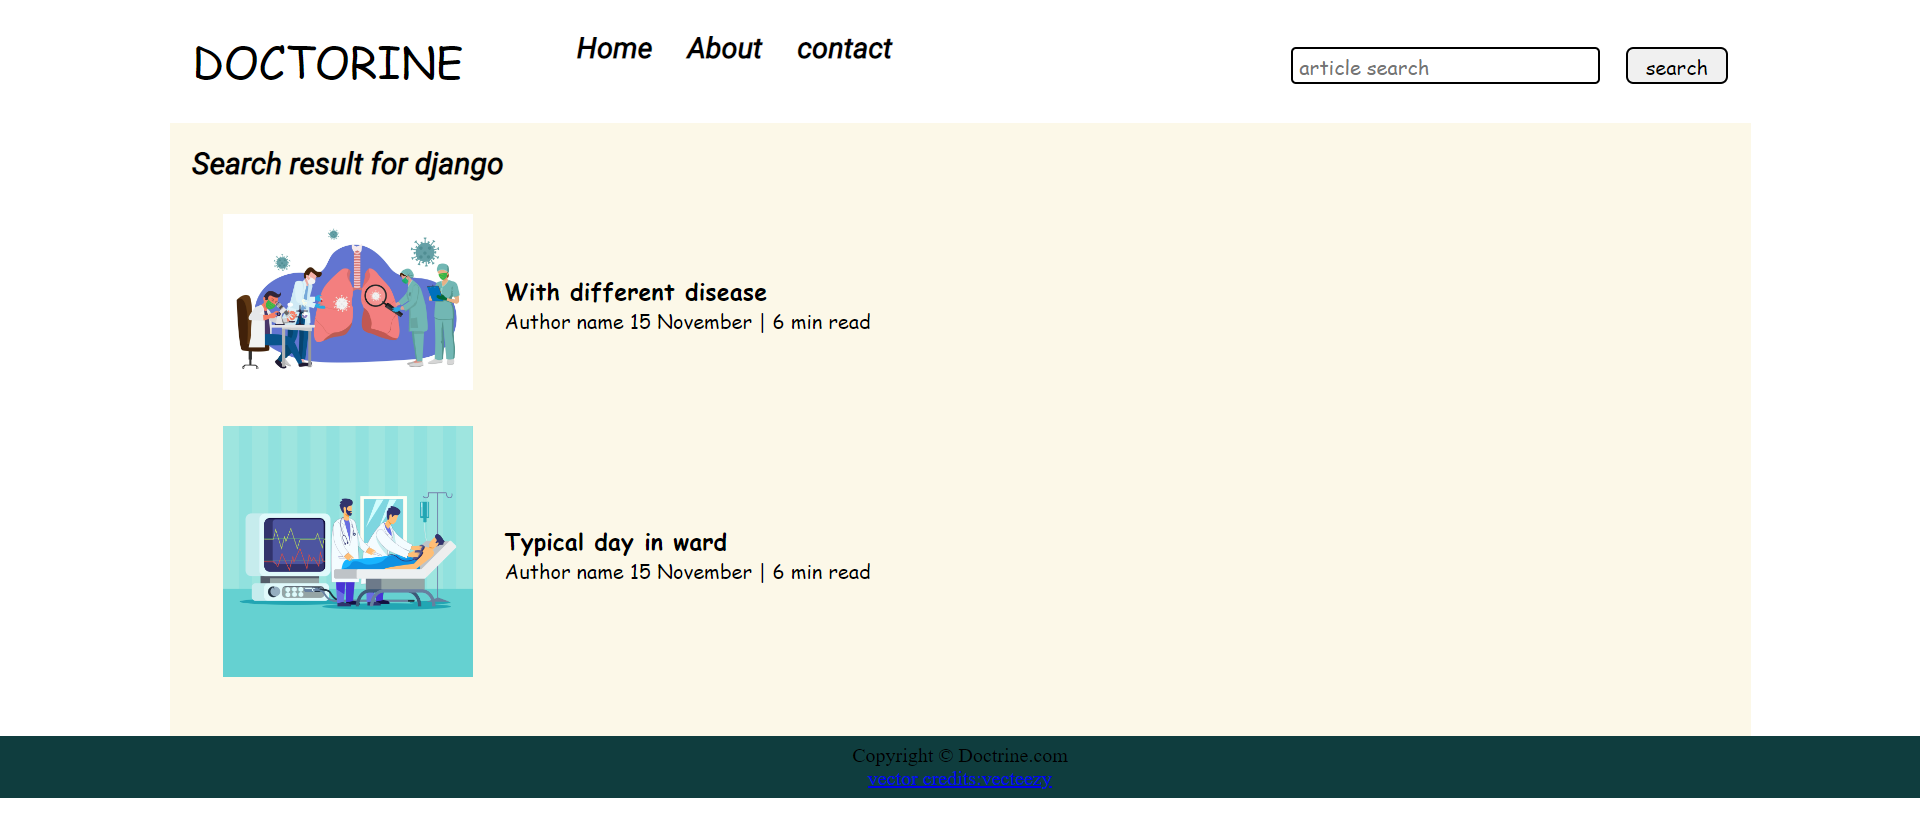 DOCTORINE
Home About contact
article search
search
Search result for django
With different disease
Author name 15 November | 6 min read
Typical day in ward
Author name 15 November | 6 min read
Copyright © Doctrine.com
vector credits:vecteezy